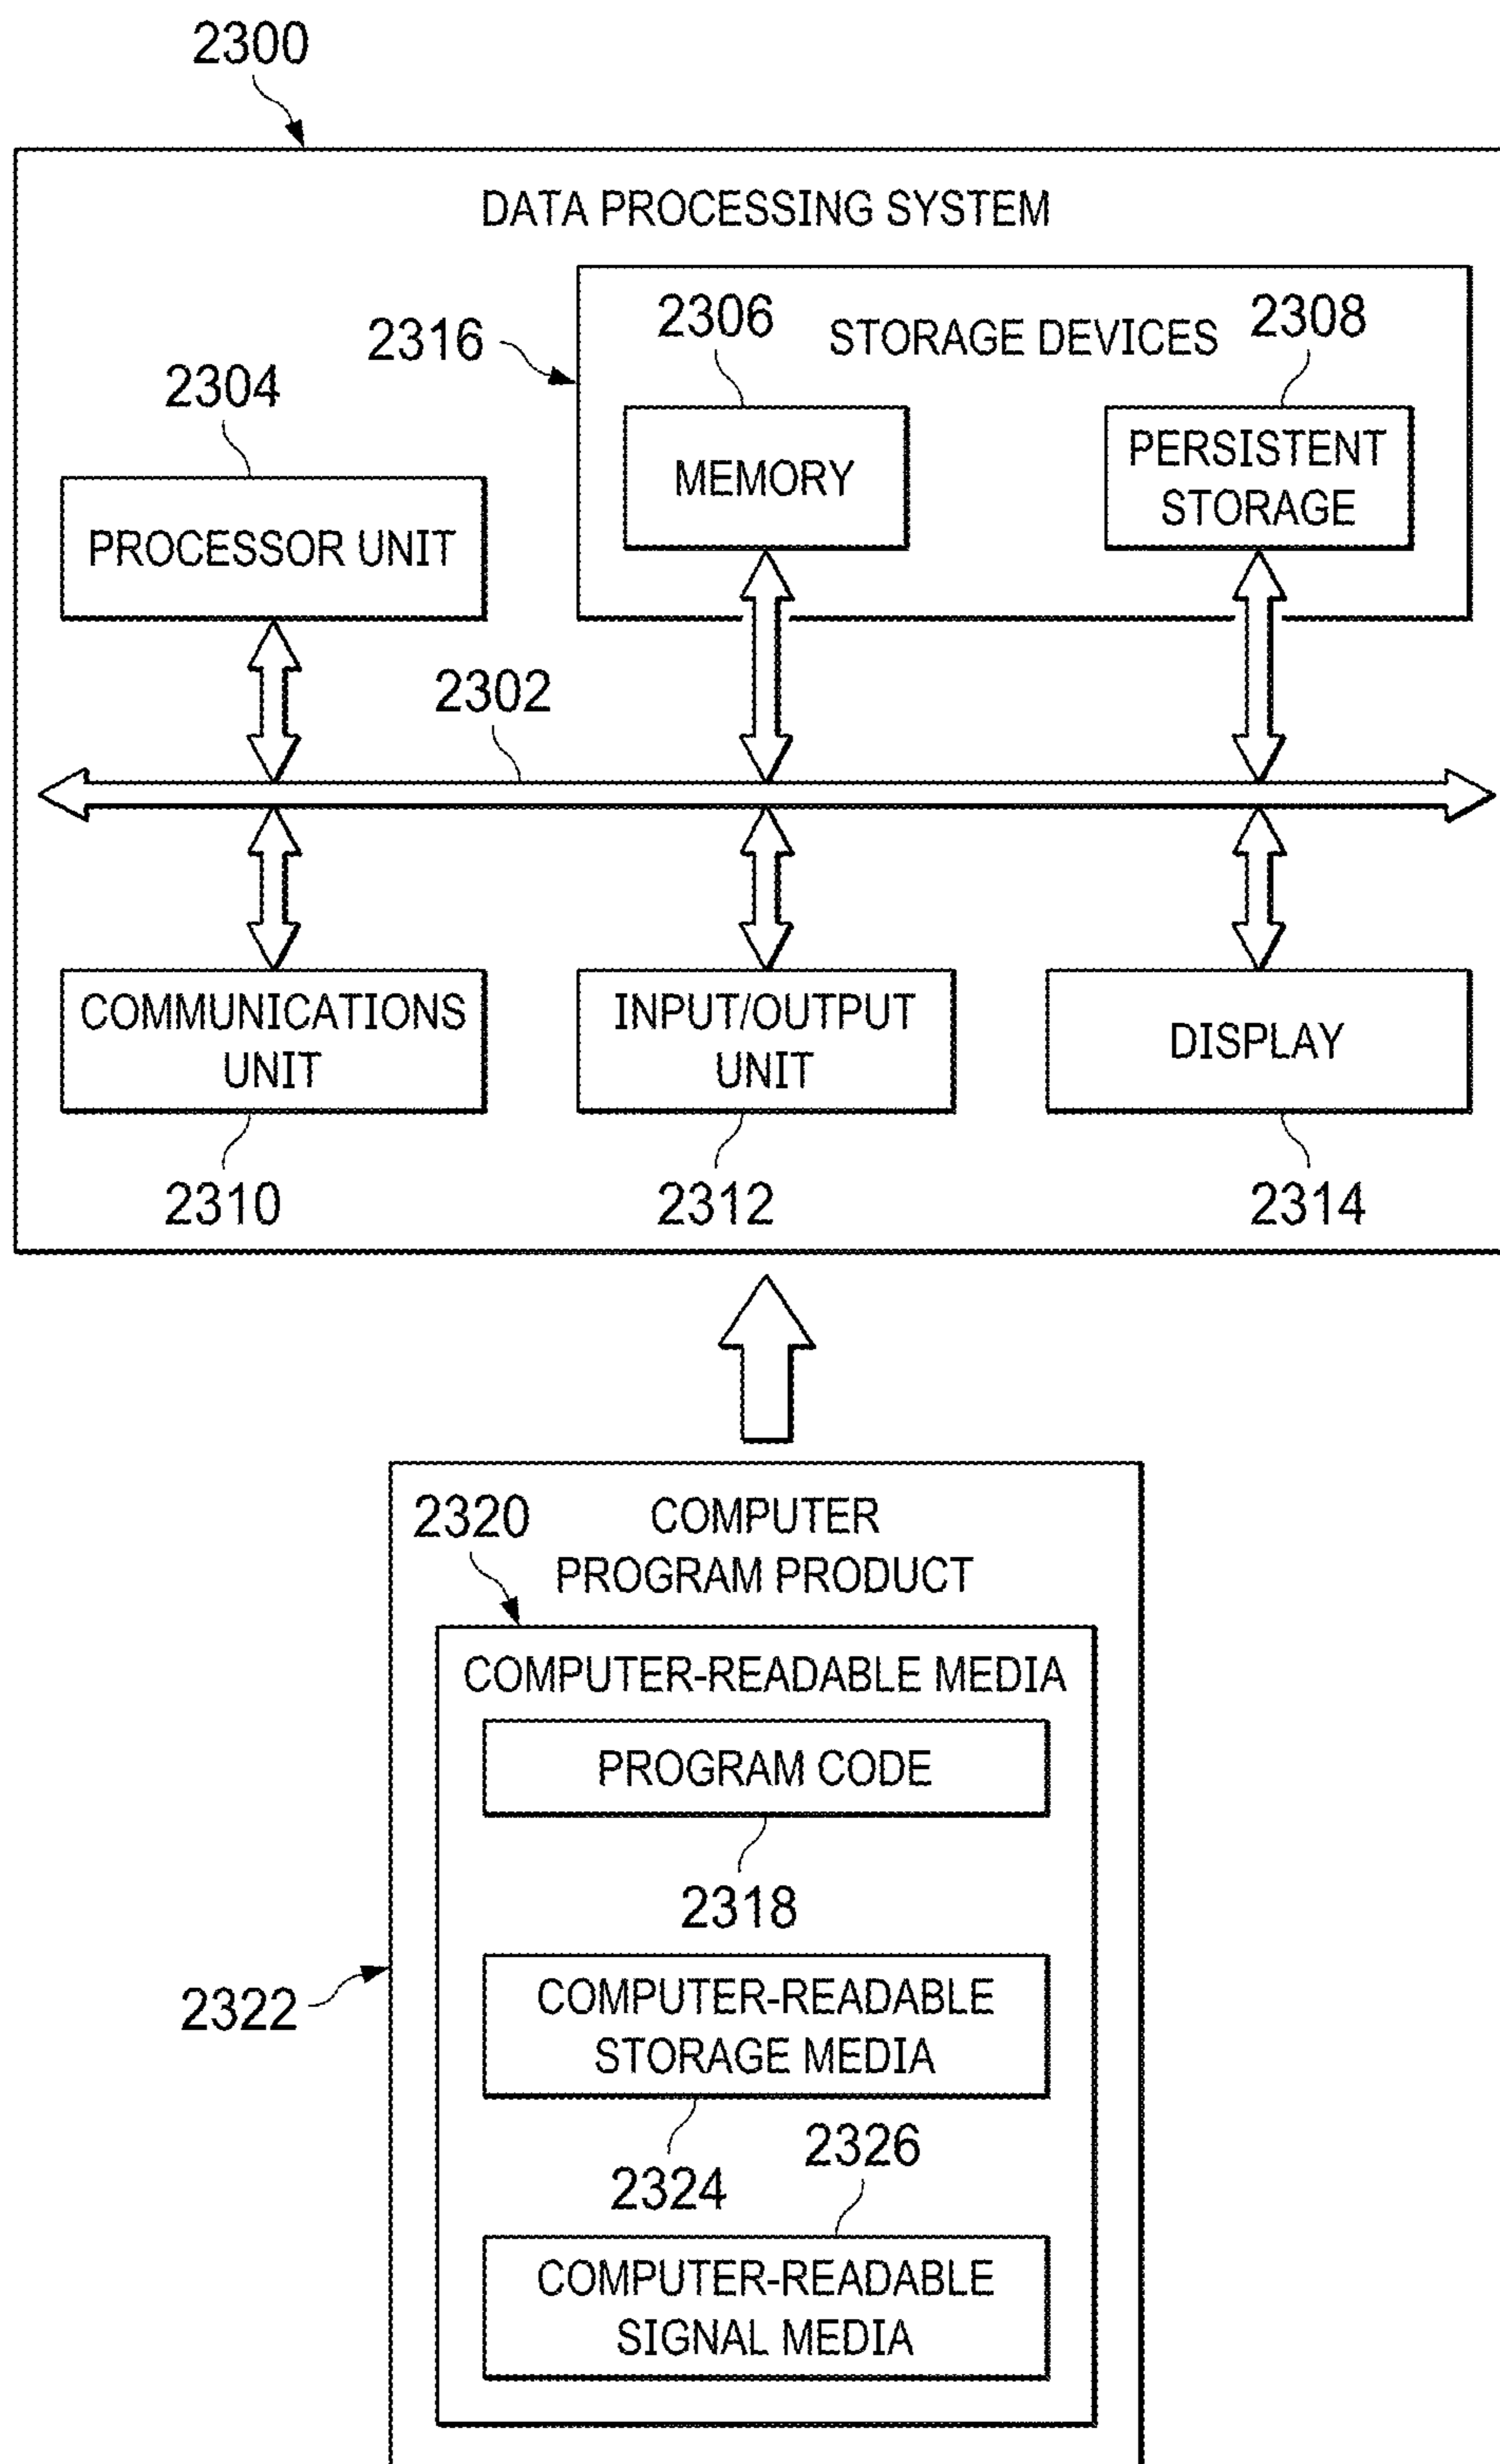 2300
DATA PROCESSING SYSTEM
2316
2306
STORAGE DEVICES
2308
2304
MEMORY
PERSISTENT
STORAGE
PROCESSOR UNIT
2302
COMMUNICATIONS
UNIT
INPUT/OUTPUT
UNIT
DISPLAY
2310
2312
2314
2320
COMPUTER
PROGRAM PRODUCT
COMPUTER-READABLE MEDIA
PROGRAM CODE
2318
2322
COMPUTER-READABLE
STORAGE MEDIA
2324
2326
COMPUTER-READABLE
SIGNAL MEDIA